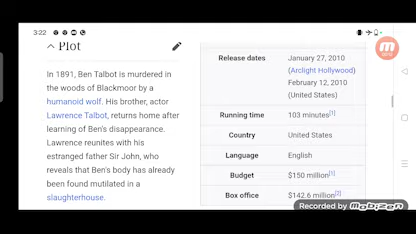 3:22
Plot
In 1891, Ben Talbot is murdered in
the woods of Blackmoor by a
humanoid wolf. His brother, actor
Lawrence Talbot, returns home after
learning of Ben's disappearance.
Lawrence reunites with his
estranged father Sir John, who
reveals that Ben's body has already
been found mutilated in a
slaughterhouse.
Release dates January 27, 2010
(Arclight Hollywood)
February 12, 2010
(United States)
Running time 103 minutes[1]
Country United States
Language English
Budget $150 million[1]
Box office $142.6 million[2]
Recorded by Mobizen